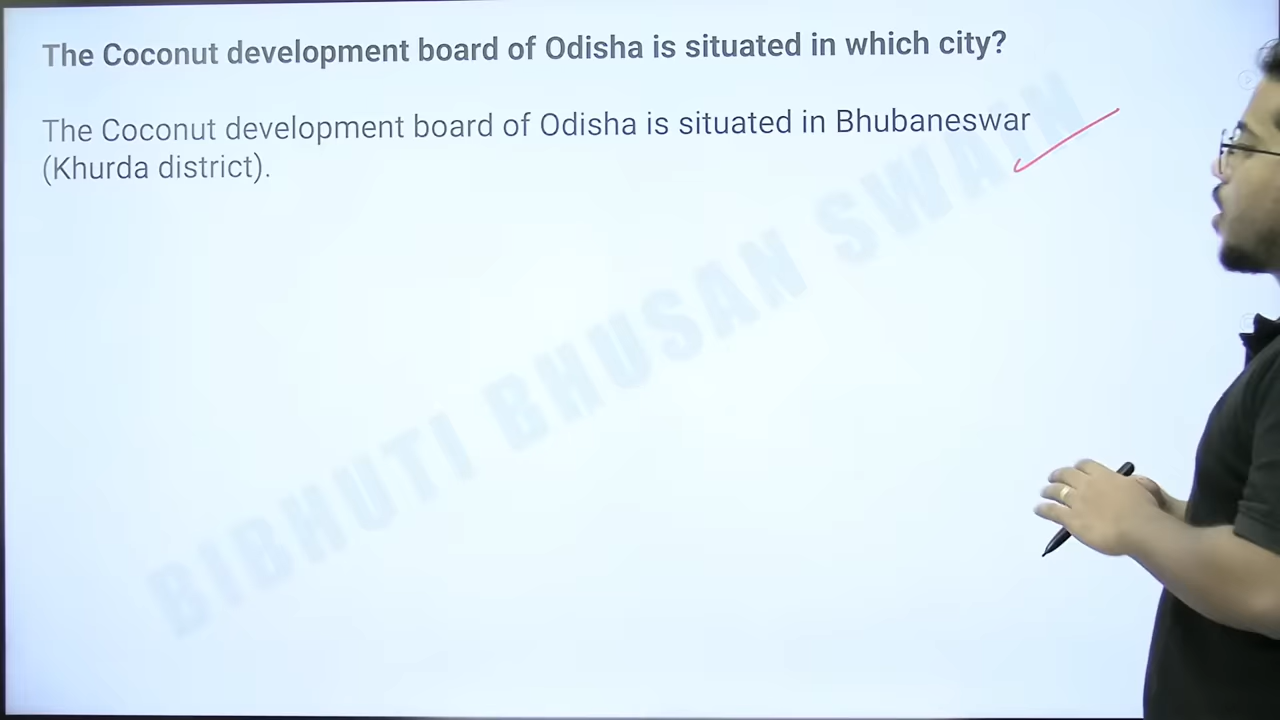 The Coconut development board of Odisha is situated in which city?
The Coconut development board of Odisha is situated in Bhubaneswar
(Khurda district).
BIBHUTI BHUSAN SWAIN